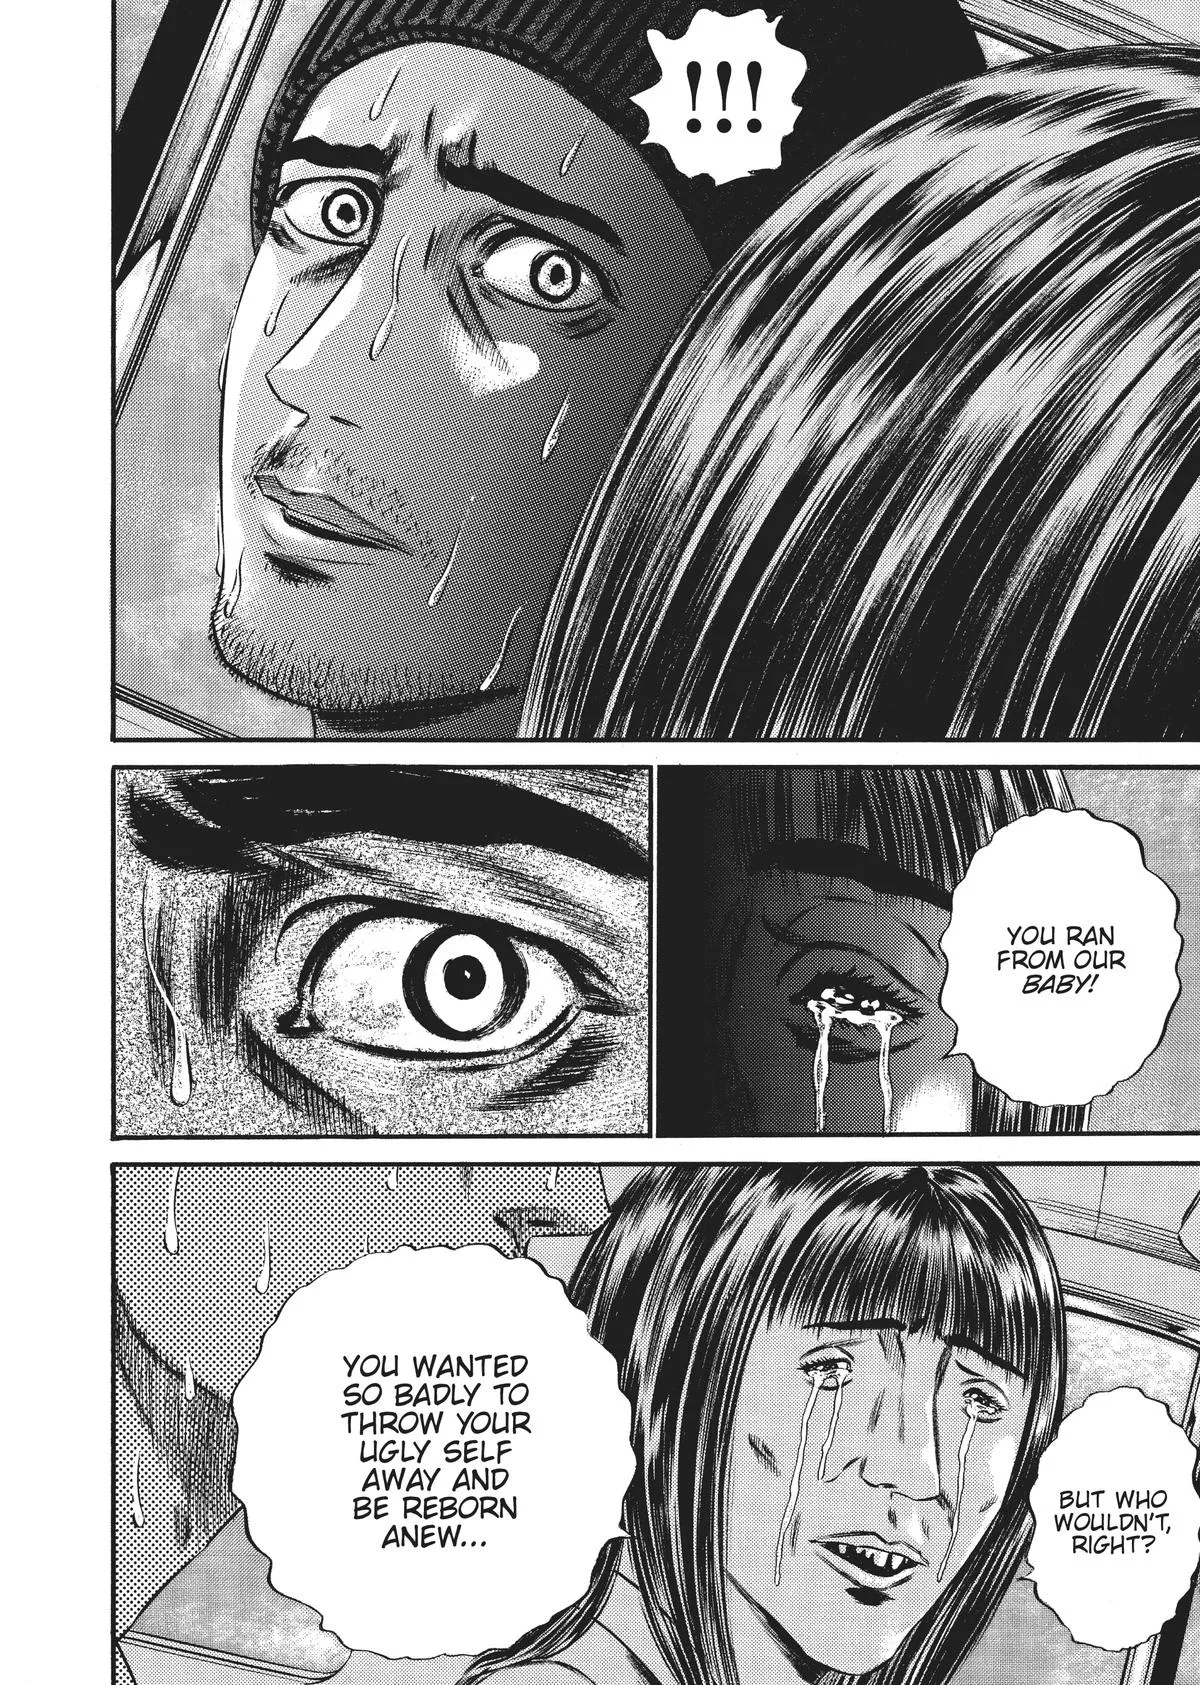 !!!
YOU RAN
FROM OUR
BABY!
BUT WHO
WOULDN'T,
RIGHT?
YOU WANTED
SO BADLY TO
THROW YOUR
UGLY SELF
AWAY AND
BE REBORN
ANEW...